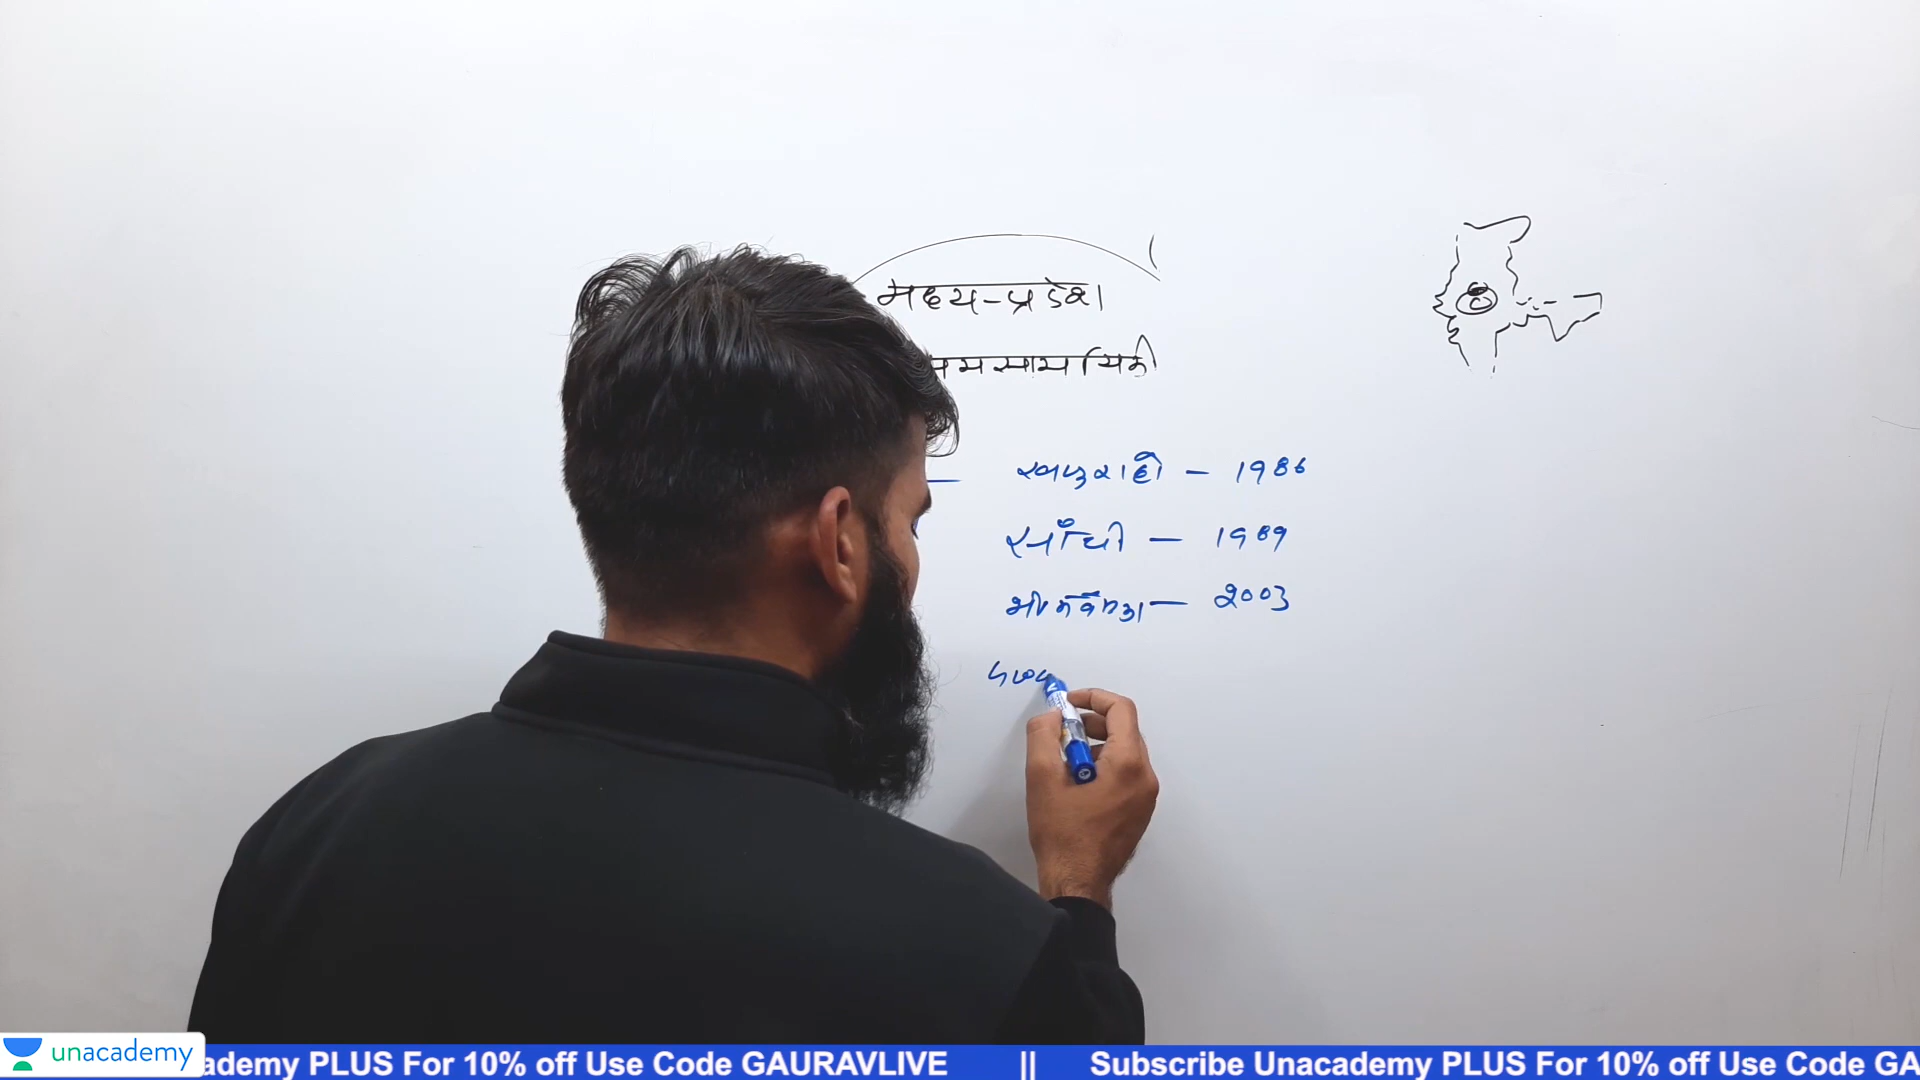 मध्य-प्रदेश
समसामयिकी
खजुराहो - 1986
साँची - 1989
भीमबेटका - 2003
unacademy
ademy PLUS For 10% off Use Code GAURAVLIVE || Subscribe Unacademy PLUS For 10% off Use Code GA